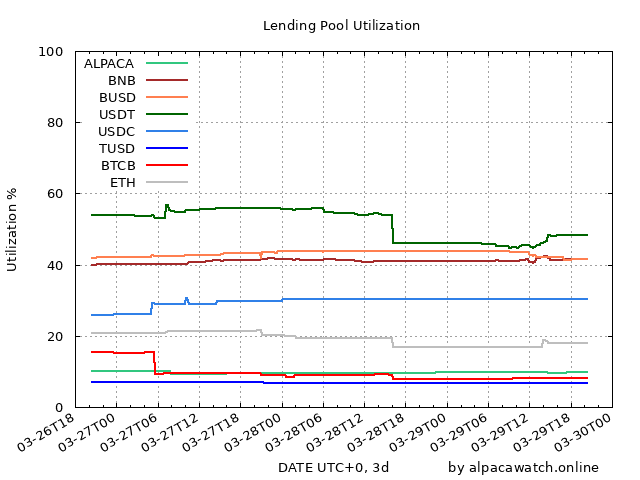 Lending Pool Utilization
Utilization %
100
80
60
40
20
0
ALPACA
BNB
BUSD
USDT
USDC
TUSD
BTCB
ETH
03-26T18
03-27T00
03-27T06
03-27T12
03-27T18
03-28T00
03-28T06
03-28T12
03-28T18
03-29T00
03-29T06
03-29T12
03-29T18
03-30T00
DATE UTC+0, 3d
by alpacawatch.online